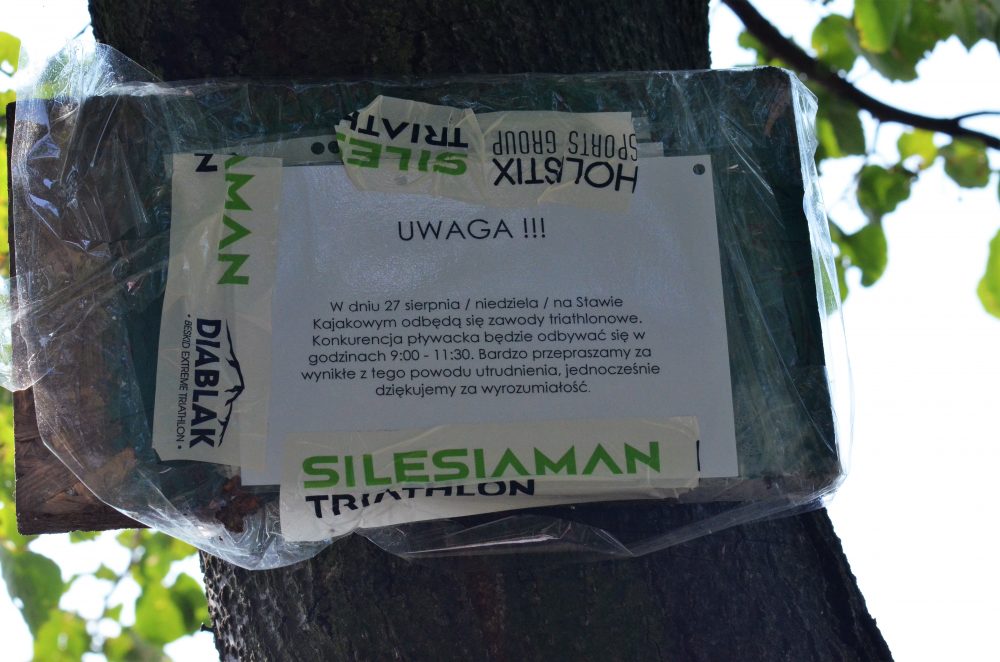 SILES
TRIATH
HOLISTIX
SPORTS GROUP
N
AMAN
DIABLAK
• BESKID EXTREME TRIATHLON •
UWAGA !!!
W dniu 27 sierpnia / niedziela / na Stawie
Kajakowym odbędą się zawody triathlonowe.
Konkurencja pływacka będzie odbywać się w
godzinach 9:00 - 11:30. Bardzo przepraszamy za
wynikłe z tego powodu utrudnienia, jednocześnie
dziękujemy za wyrozumiałość.
SILESIAMAN
TRIATHLON